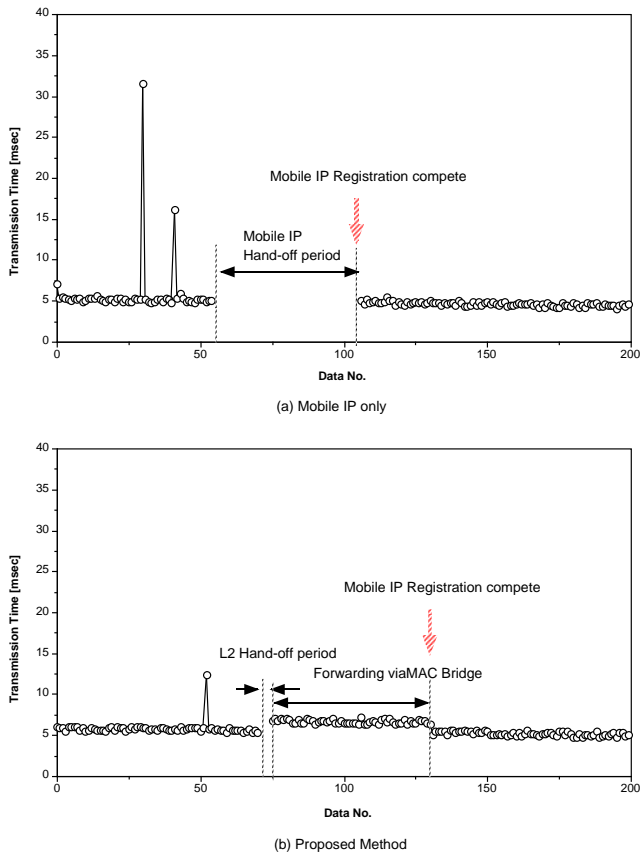 40
35
30
25
20
15
10
5
0
Transmission Time [msec]
Mobile IP Registration compete
Mobile IP
Hand-off period
0 50 100 150 200
Data No.
(a) Mobile IP only
40
35
30
25
20
15
10
5
0
Transmission Time [msec]
Mobile IP Registration compete
L2 Hand-off period
Forwarding viaMAC Bridge
0 50 100 150 200
Data No.
(b) Proposed Method